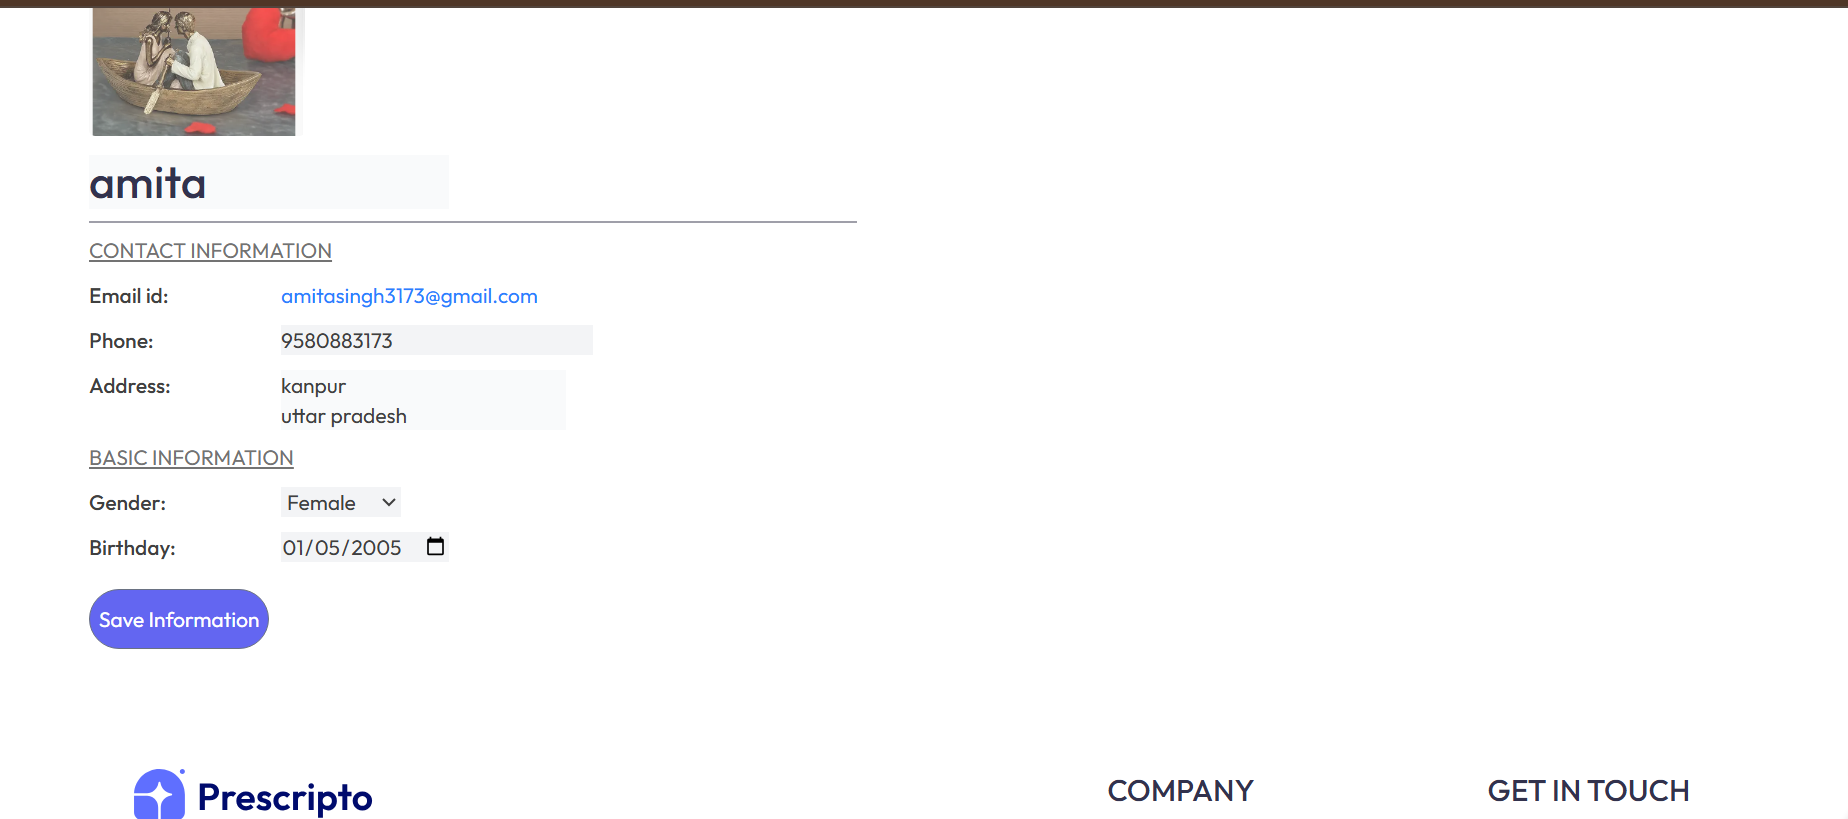 amita
CONTACT INFORMATION
Email id: amitasingh3173@gmail.com
Phone: 9580883173
Address: kanpur
uttar pradesh
BASIC INFORMATION
Gender: Female
Birthday: 01/05/2005
Save Information
Prescripto COMPANY GET IN TOUCH